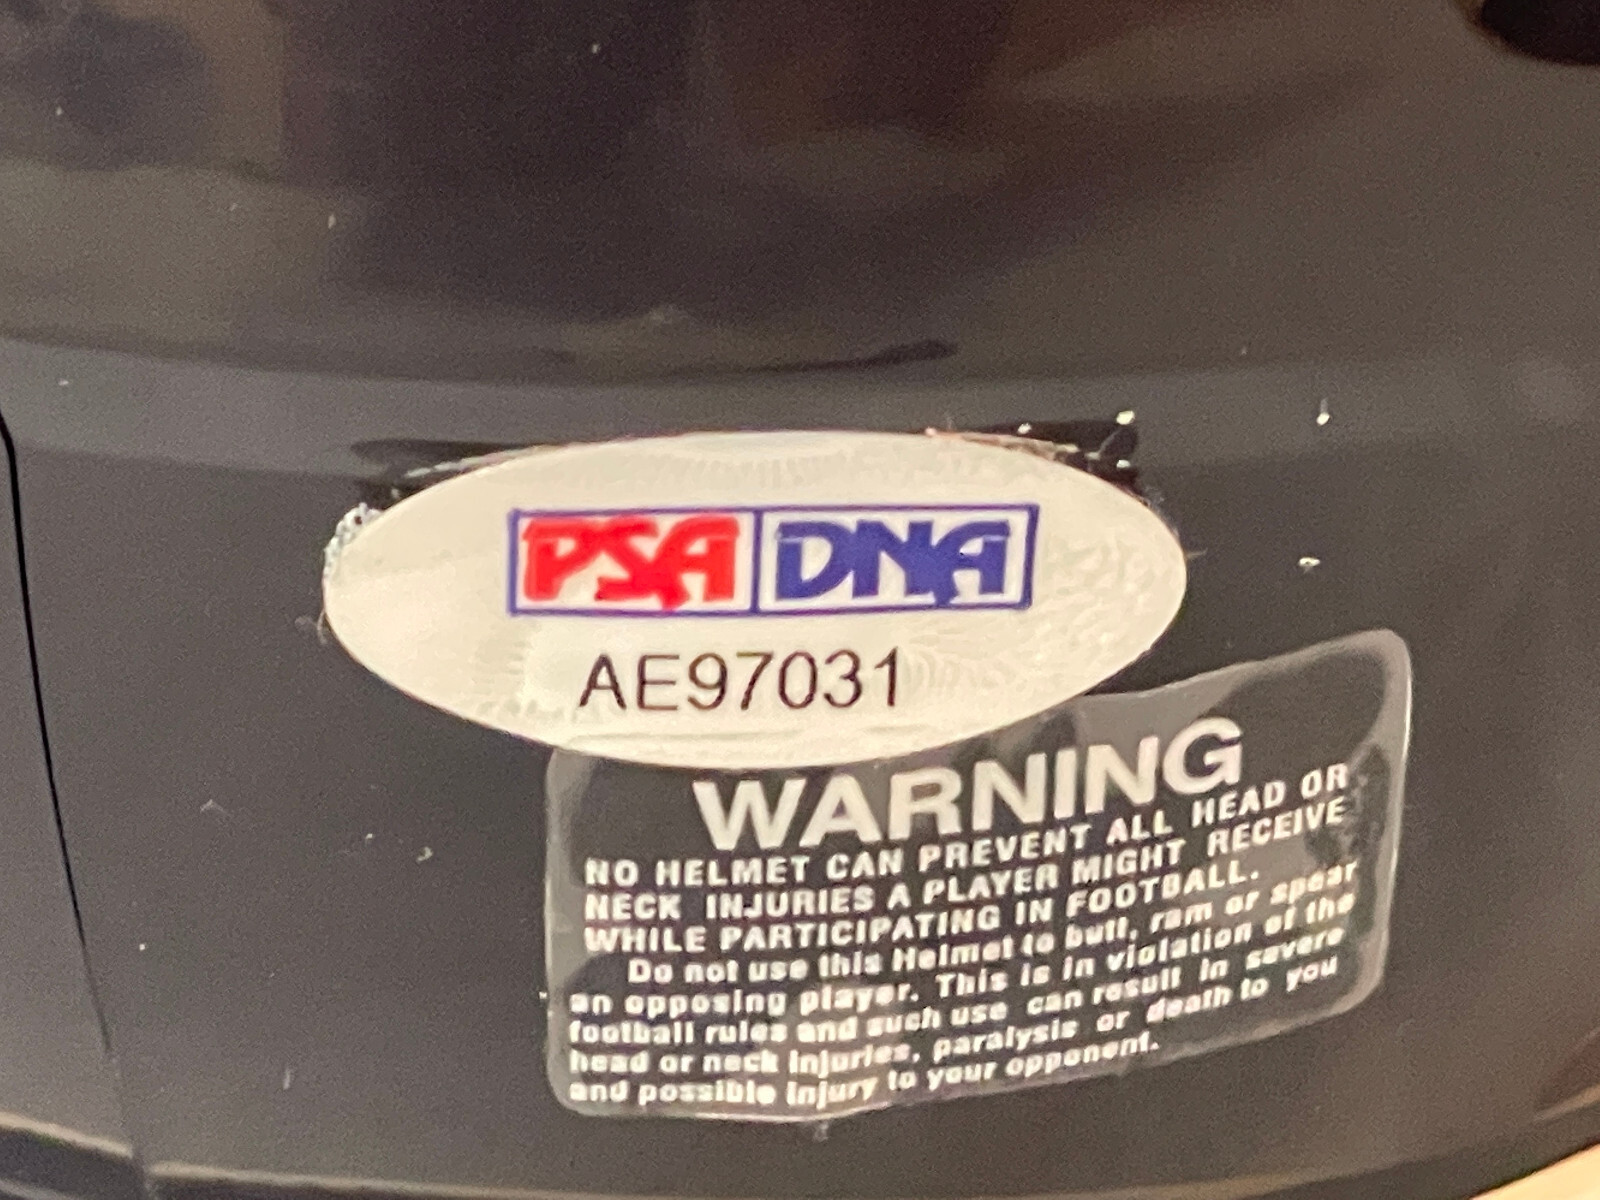 PSA DNA
AE97031
WARNING
NO HELMET CAN PREVENT ALL HEAD OR
NECK INJURIES A PLAYER MIGHT RECEIVE
WHILE PARTICIPATING IN FOOTBALL.
Do not use this Helmet to butt, ram or spear
an opposing player. This is in violation of the
football rules and such use can result in severe
head or neck injuries, paralysis or death to you
and possible injury to your opponent.